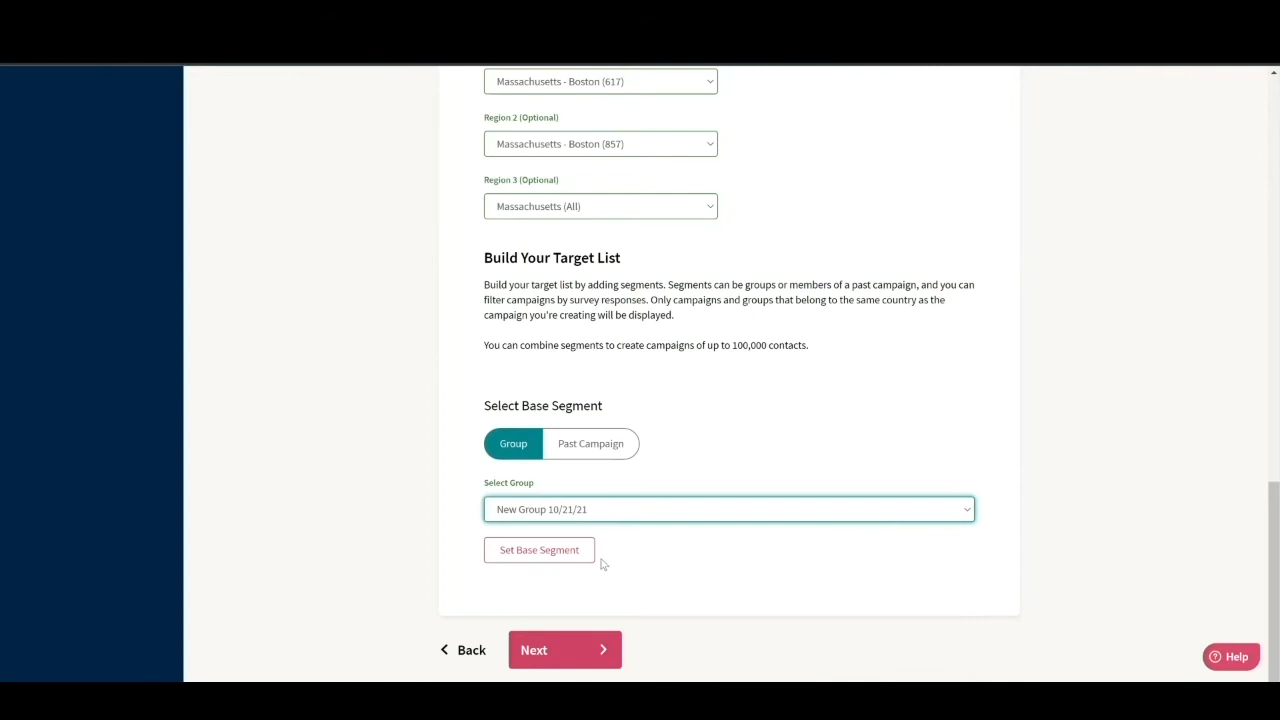 Massachusetts - Boston (617)
Region 2 (Optional)
Massachusetts - Boston (857)
Region 3 (Optional)
Massachusetts (All)
Build Your Target List
Build your target list by adding segments. Segments can be groups or members of a past campaign, and you can
filter campaigns by survey responses. Only campaigns and groups that belong to the same country as the
campaign you're creating will be displayed.
You can combine segments to create campaigns of up to 100,000 contacts.
Select Base Segment
Group Past Campaign
Select Group
New Group 10/21/21
Set Base Segment
Back Next
Help